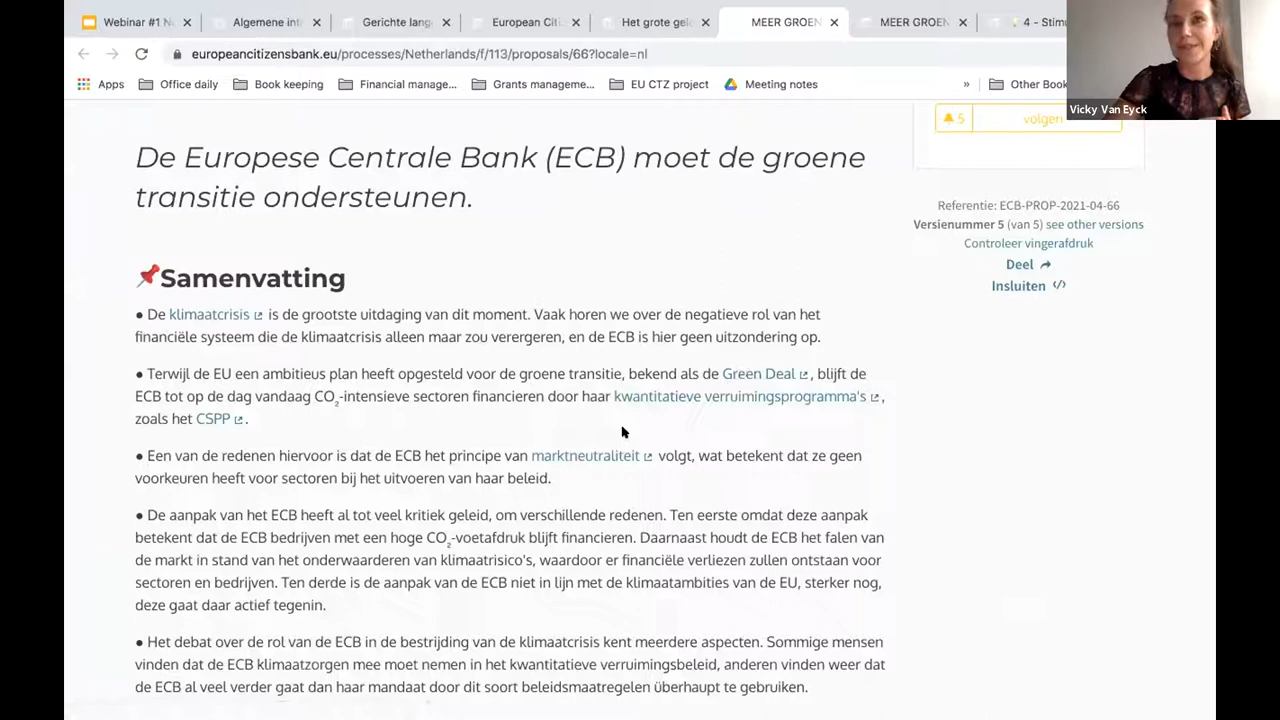 Webinar #1 N
Algemene int
Gerichte lang
European Citi
Het grote gel
MEER GROEN
MEER GROEN
4 - Stim
europeancitizensbank.eu/processes/Netherlands/f/113/proposals/66?locale=nl
Apps
Office daily
Book keeping
Financial manage...
Grants manageme...
EU CTZ project
Meeting notes
»
Other Book
Vicky Van Eyck
5
volgen
De Europese Centrale Bank (ECB) moet de groene
transitie ondersteunen.
Referentie: ECB-PROP-2021-04-66
Versienummer 5 (van 5) see other versions
Controleer vingerafdruk
Deel
Insluiten
Samenvatting
● De klimaatcrisis is de grootste uitdaging van dit moment. Vaak horen we over de negatieve rol van het
financiële systeem die de klimaatcrisis alleen maar zou verergeren, en de ECB is hier geen uitzondering op.
● Terwijl de EU een ambitieus plan heeft opgesteld voor de groene transitie, bekend als de Green Deal , blijft de
ECB tot op de dag vandaag CO₂-intensieve sectoren financieren door haar kwantitatieve verruimingsprogramma's ,
zoals het CSPP .
● Een van de redenen hiervoor is dat de ECB het principe van marktneutraliteit volgt, wat betekent dat ze geen
voorkeuren heeft voor sectoren bij het uitvoeren van haar beleid.
● De aanpak van het ECB heeft al tot veel kritiek geleid, om verschillende redenen. Ten eerste omdat deze aanpak
betekent dat de ECB bedrijven met een hoge CO₂-voetafdruk blijft financieren. Daarnaast houdt de ECB het falen van
de markt in stand van het onderwaarderen van klimaatrisico's, waardoor er financiële verliezen zullen ontstaan voor
sectoren en bedrijven. Ten derde is de aanpak van de ECB niet in lijn met de klimaatambities van de EU, sterker nog,
deze gaat daar actief tegenin.
● Het debat over de rol van de ECB in de bestrijding van de klimaatcrisis kent meerdere aspecten. Sommige mensen
vinden dat de ECB klimaatzorgen mee moet nemen in het kwantitatieve verruimingsbeleid, anderen vinden weer dat
de ECB al veel verder gaat dan haar mandaat door dit soort beleidsmaatregelen überhaupt te gebruiken.